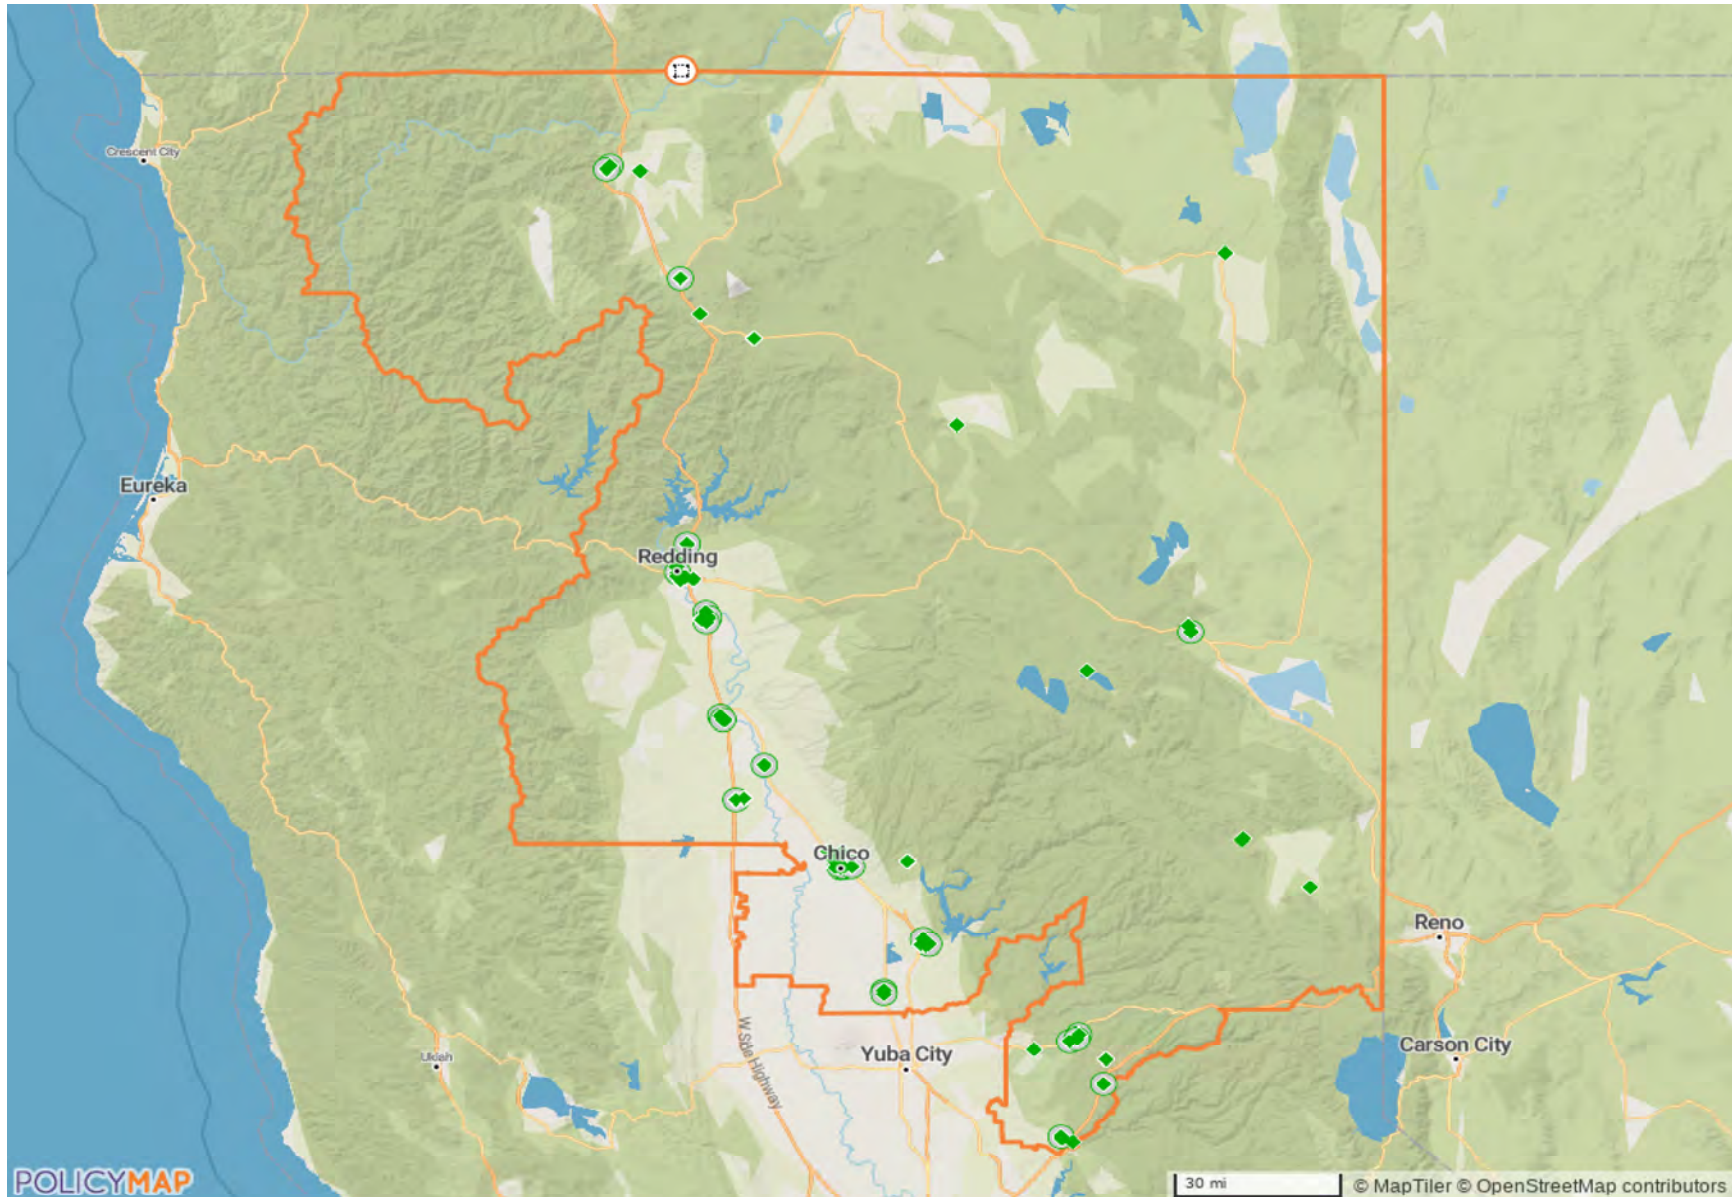 Crescent City
Eureka
Redding
Chico
Reno
Yuba City
Carson City
Ukiah
W Side Highway
POLICYMAP
30 mi
© MapTiler © OpenStreetMap contributors